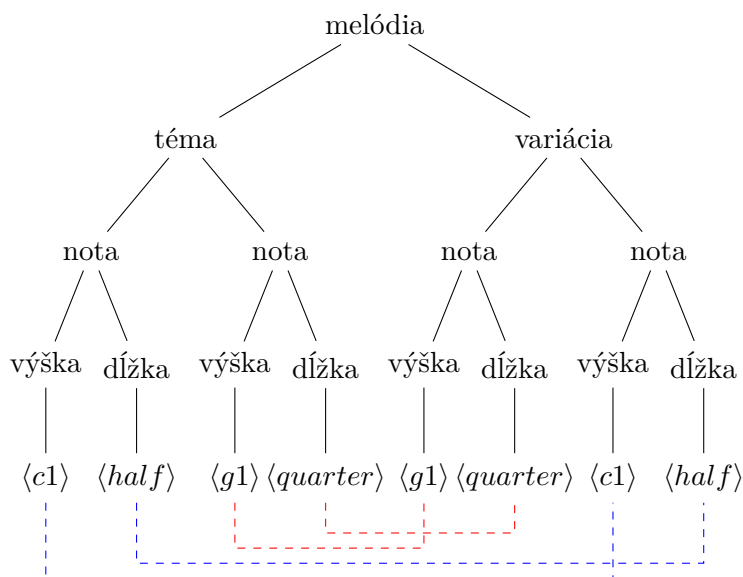 melódia
téma variácia
nota nota nota nota
výška dĺžka výška dĺžka výška dĺžka výška dĺžka
⟨c1⟩ ⟨half⟩ ⟨g1⟩ ⟨quarter⟩ ⟨g1⟩ ⟨quarter⟩ ⟨c1⟩ ⟨half⟩